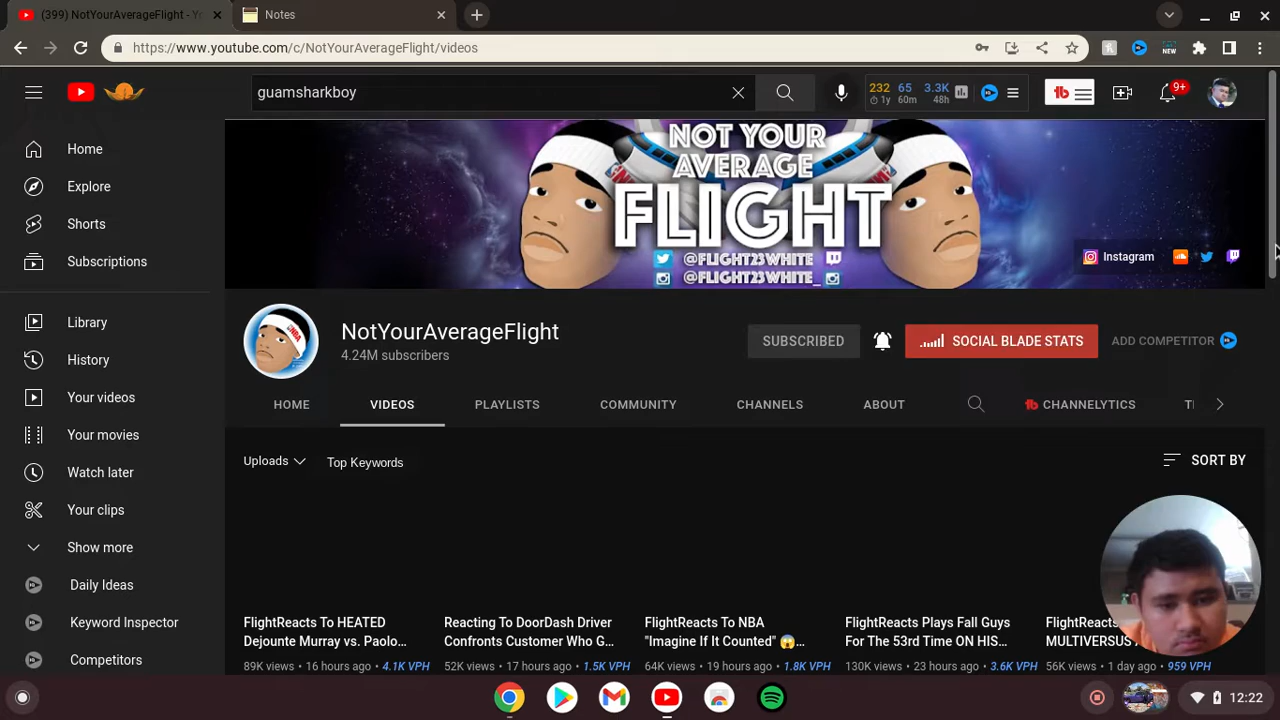 (399) NotYourAverageFlight - Y
Notes
https://www.youtube.com/c/NotYourAverageFlight/videos
NEW
guamsharkboy
232 65 3.3K
1y 60m 48h
9+
Home
Explore
Shorts
Subscriptions
Library
History
Your videos
Your movies
Watch later
Your clips
Show more
Daily Ideas
Keyword Inspector
Competitors
NOT YOUR
AVERAGE
FLIGHT
@FLIGHT23WHITE
@FLIGHT23WHITE_
Instagram
NotYourAverageFlight
4.24M subscribers
SUBSCRIBED
SOCIAL BLADE STATS
ADD COMPETITOR
HOME
VIDEOS
PLAYLISTS
COMMUNITY
CHANNELS
ABOUT
CHANNELYTICS
Uploads
Top Keywords
SORT BY
FlightReacts To HEATED
Dejounte Murray vs. Paolo...
89K views • 16 hours ago • 4.1K VPH
Reacting To DoorDash Driver
Confronts Customer Who G...
52K views • 17 hours ago • 1.5K VPH
FlightReacts To NBA
"Imagine If It Counted" 😱...
64K views • 19 hours ago • 1.8K VPH
FlightReacts Plays Fall Guys
For The 53rd Time ON HIS...
130K views • 23 hours ago • 3.6K VPH
FlightReac
MULTIVERSUS
56K views • 1 day ago • 959 VPH
12:22